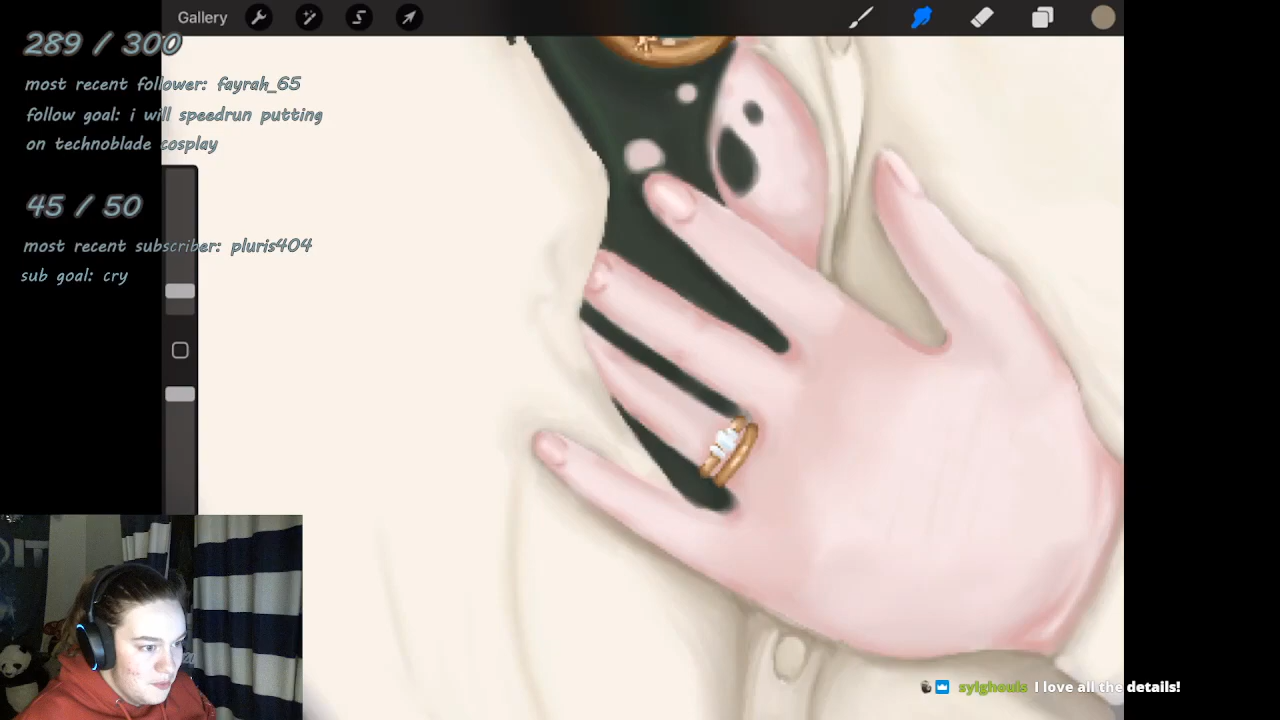 Gallery
289 / 300
most recent follower: fayrah_65
follow goal: i will speedrun putting
on technoblade cosplay
45 / 50
most recent subscriber: pluris404
sub goal: cry
sylghouls I love all the details!